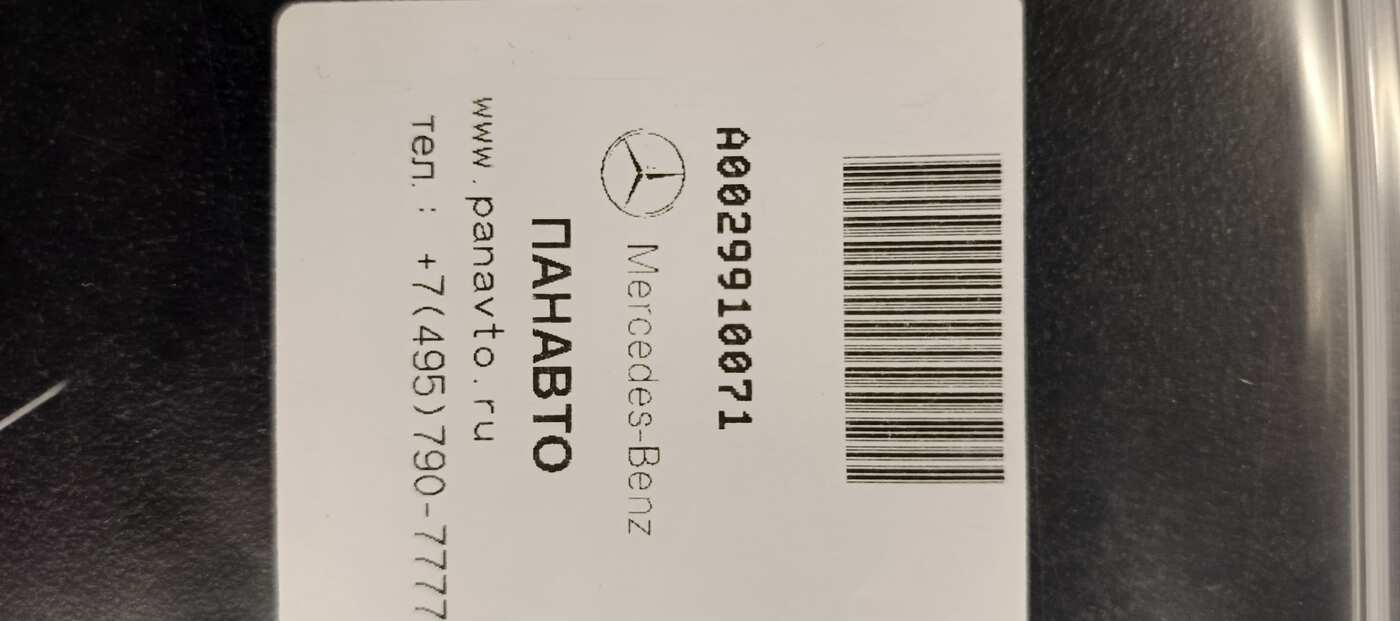 A0029910071
Mercedes-Benz
ПАНАВТО
www.panavto.ru
тел.: +7(495)790-7777